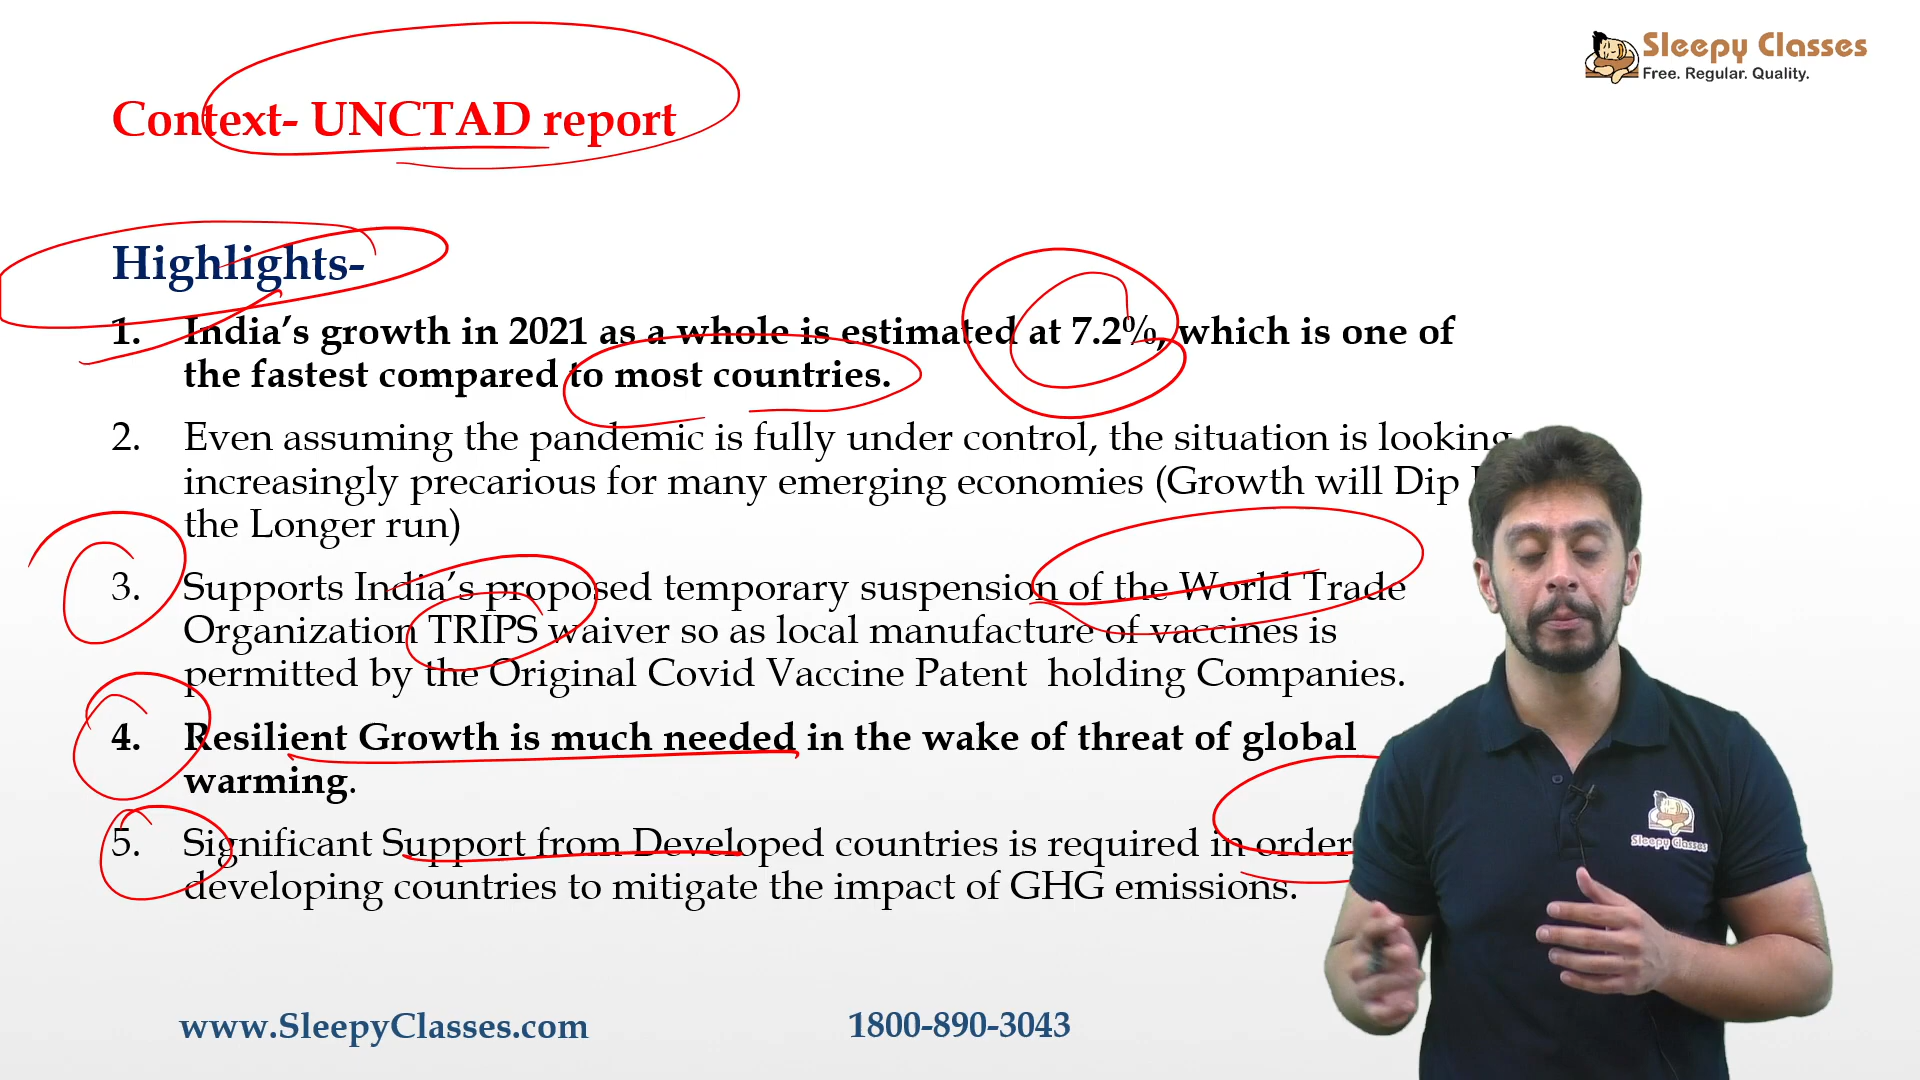 Sleepy Classes
Free. Regular. Quality.
Context- UNCTAD report
Highlights-
1. India’s growth in 2021 as a whole is estimated at 7.2%, which is one of
the fastest compared to most countries.
2. Even assuming the pandemic is fully under control, the situation is looking
increasingly precarious for many emerging economies (Growth will Dip
the Longer run)
3. Supports India’s proposed temporary suspension of the World Trade
Organization TRIPS waiver so as local manufacture of vaccines is
permitted by the Original Covid Vaccine Patent holding Companies.
4. Resilient Growth is much needed in the wake of threat of global
warming.
5. Significant Support from Developed countries is required in order
developing countries to mitigate the impact of GHG emissions.
Sleepy Classes
www.SleepyClasses.com
1800-890-3043